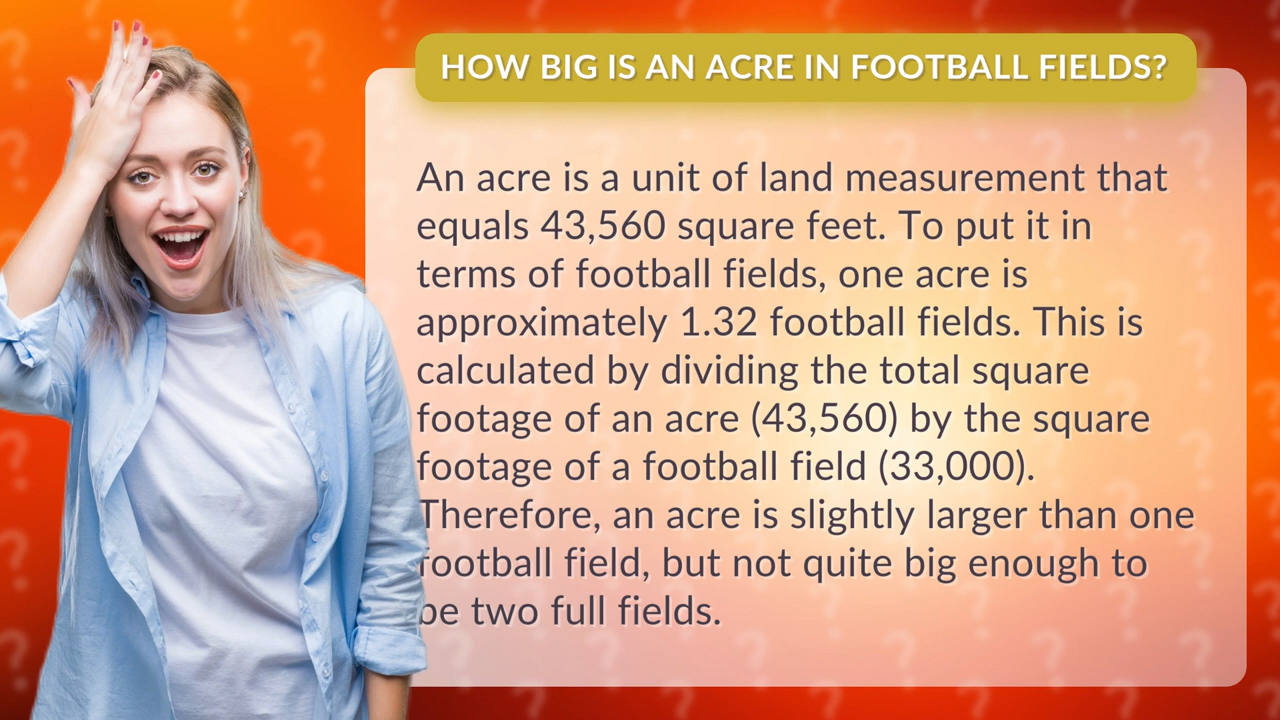 HOW BIG IS AN ACRE IN FOOTBALL FIELDS?
An acre is a unit of land measurement that
equals 43,560 square feet. To put it in
terms of football fields, one acre is
approximately 1.32 football fields. This is
calculated by dividing the total square
footage of an acre (43,560) by the square
footage of a football field (33,000).
Therefore, an acre is slightly larger than one
football field, but not quite big enough to
be two full fields.